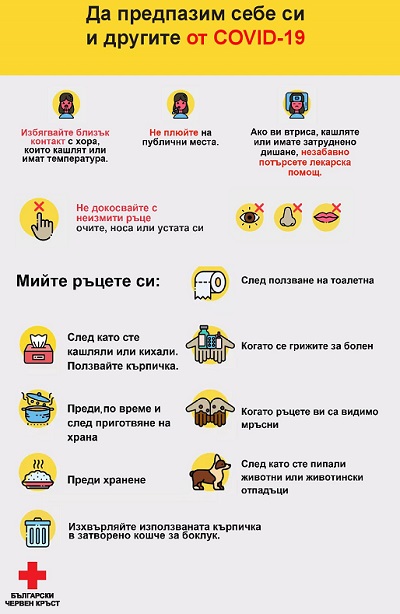 Да предпазим себе си
и другите от COVID-19
Избягвайте близък
контакт с хора,
които кашлят или
имат температура.
Не плюйте на
публични места.
Ако ви втриса, кашляте
или имате затруднено
дишане, незабавно
потърсете лекарска
помощ.
Не докосвайте с
неизмити ръце
очите, носа или устата си
Мийте ръцете си:
След ползване на тоалетна
След като сте
кашляли или кихали.
Ползвайте кърпичка.
Когато се грижите за болен
Преди,по време и
след приготвяне на
храна
Когато ръцете ви са видимо
мръсни
Преди хранене
След като сте пипали
животни или животински
отпадъци
Изхвърляйте използваната кърпичка
в затворено кошче за боклук.
БЪЛГАРСКИ
ЧЕРВЕН КРЪСТ